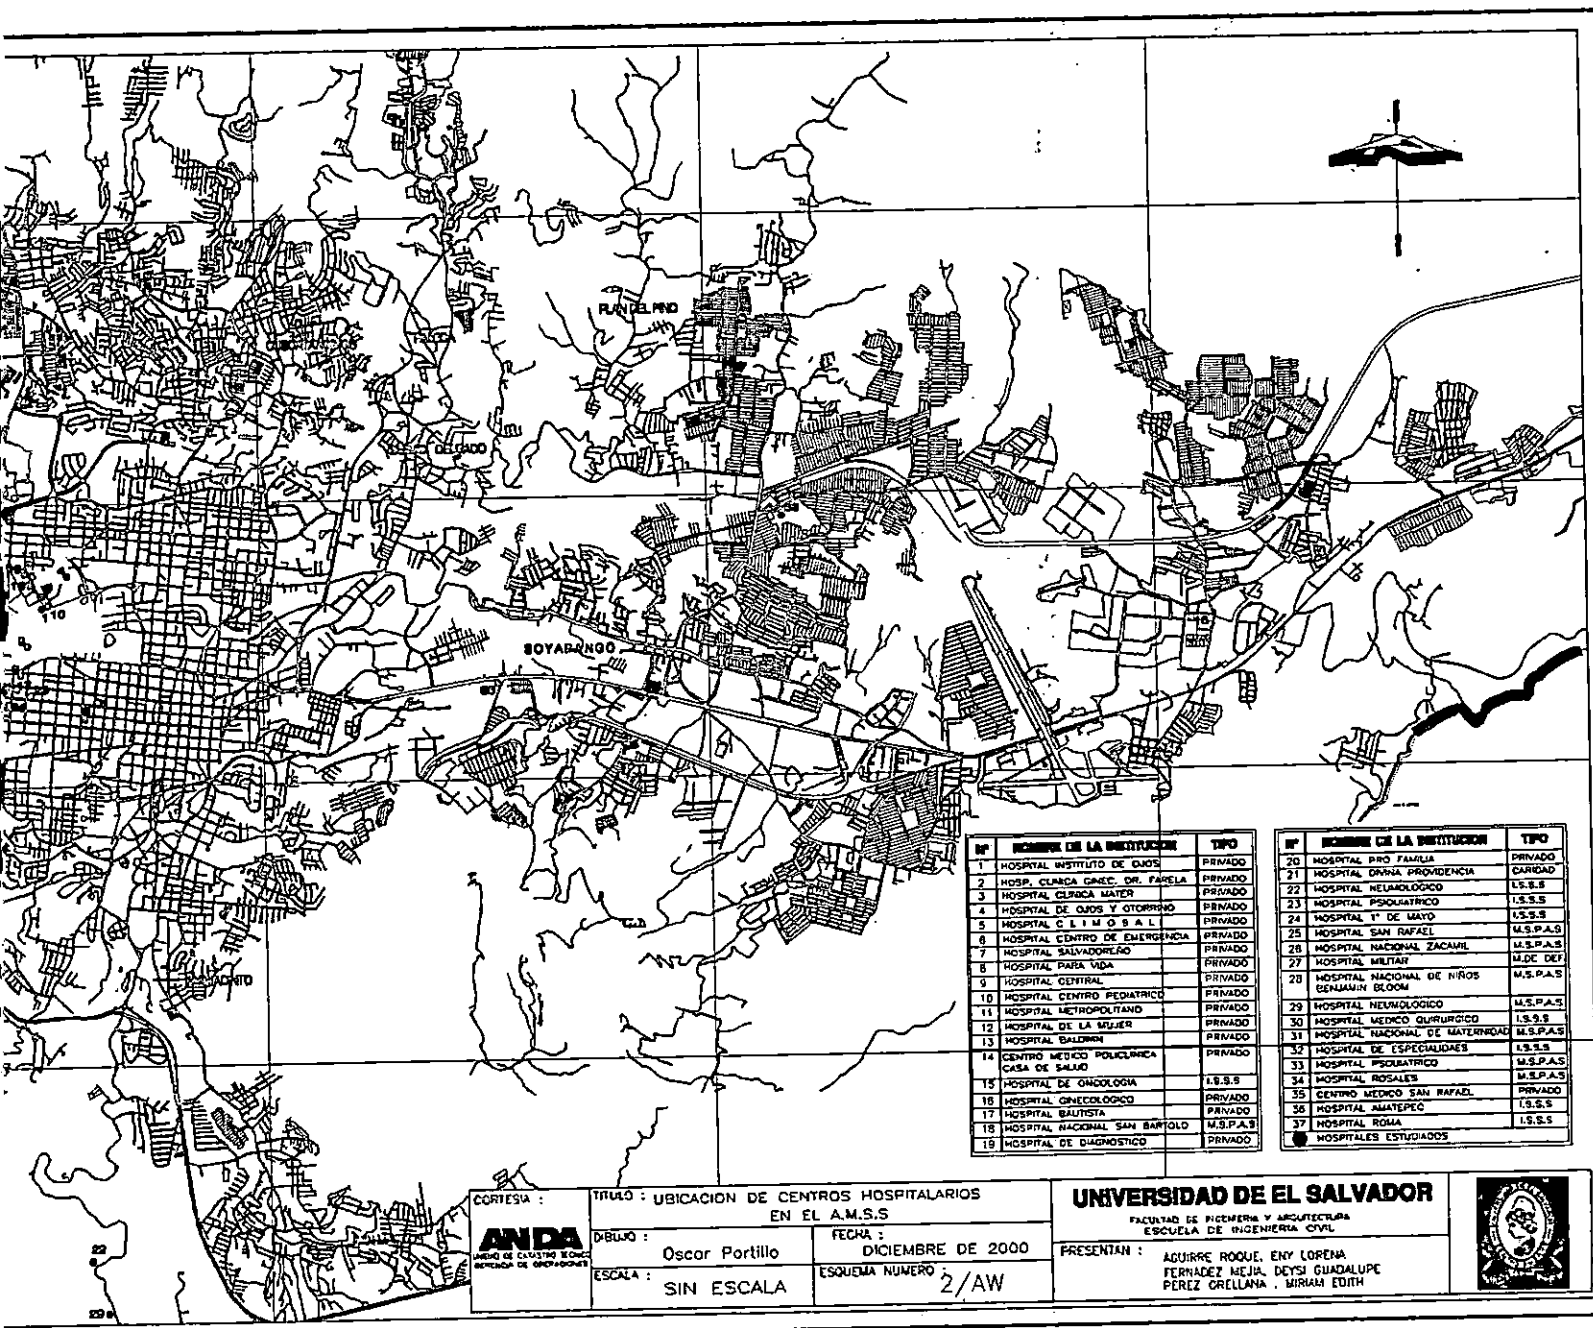 PLAN DEL PINO
DELGADO
110
SOYAPANGO
22
29
Nº NOMBRE DE LA INSTITUCION TIPO
1 HOSPITAL INSTITUTO DE OJOS PRIVADO
2 HOSP. CLINICA GINEC. DR. FARELA PRIVADO
3 HOSPITAL CLINICA MATER PRIVADO
4 HOSPITAL DE OJOS Y OTORRINO PRIVADO
5 HOSPITAL C L I M O S A L PRIVADO
6 HOSPITAL CENTRO DE EMERGENCIA PRIVADO
7 HOSPITAL SALVADOREÑO PRIVADO
8 HOSPITAL PARA VIDA PRIVADO
9 HOSPITAL CENTRAL PRIVADO
10 HOSPITAL CENTRO PEDIATRICO PRIVADO
11 HOSPITAL METROPOLITANO PRIVADO
12 HOSPITAL DE LA MUJER PRIVADO
13 HOSPITAL BALDWIN PRIVADO
14 CENTRO MEDICO POLICLINICA PRIVADO
CASA DE SALUD
15 HOSPITAL DE ONCOLOGIA I.S.S.S
16 HOSPITAL GINECOLOGICO PRIVADO
17 HOSPITAL BAUTISTA PRIVADO
18 HOSPITAL NACIONAL SAN BARTOLO M.S.P.A.S
19 HOSPITAL DE DIAGNOSTICO PRIVADO
Nº NOMBRE DE LA INSTITUCION TIPO
20 HOSPITAL PRO FAMILIA PRIVADO
21 HOSPITAL DIVINA PROVIDENCIA CARIDAD
22 HOSPITAL NEUMOLOGICO I.S.S.S
23 HOSPITAL PSIQUIATRICO I.S.S.S
24 HOSPITAL 1° DE MAYO I.S.S.S
25 HOSPITAL SAN RAFAEL M.S.P.A.S
26 HOSPITAL NACIONAL ZACAMIL M.S.P.A.S
27 HOSPITAL MILITAR M.DE DEF
28 HOSPITAL NACIONAL DE NIÑOS M.S.P.A.S
BENJAMIN BLOOM
29 HOSPITAL NEUMOLOGICO M.S.P.A.S
30 HOSPITAL MEDICO QUIRURGICO I.S.S.S
31 HOSPITAL NACIONAL DE MATERNIDAD M.S.P.A.S
32 HOSPITAL DE ESPECIALIDAES I.S.S.S
33 HOSPITAL PSIQUIATRICO M.S.P.A.S
34 HOSPITAL ROSALES M.S.P.A.S
35 CENTRO MEDICO SAN RAFAEL PRIVADO
36 HOSPITAL AMATEPEC I.S.S.S
37 HOSPITAL ROMA I.S.S.S
HOSPITALES ESTUDIADOS
CORTESIA :
ANDA
UNIDAD DE CATASTRO TECNICO
GERENCIA DE OPERACIONES
TITULO : UBICACION DE CENTROS HOSPITALARIOS
EN EL A.M.S.S
DIBUJO :
Oscar Portillo
FECHA :
DICIEMBRE DE 2000
ESCALA :
SIN ESCALA
ESQUEMA NUMERO :
2/AW
UNIVERSIDAD DE EL SALVADOR
FACULTAD DE INGENIERIA Y ARQUITECTURA
ESCUELA DE INGENIERIA CIVIL
PRESENTAN : AGUIRRE ROQUE, ENY LORENA
FERNADEZ MEJIA, DEYSI GUADALUPE
PEREZ ORELLANA , MIRIAM EDITH